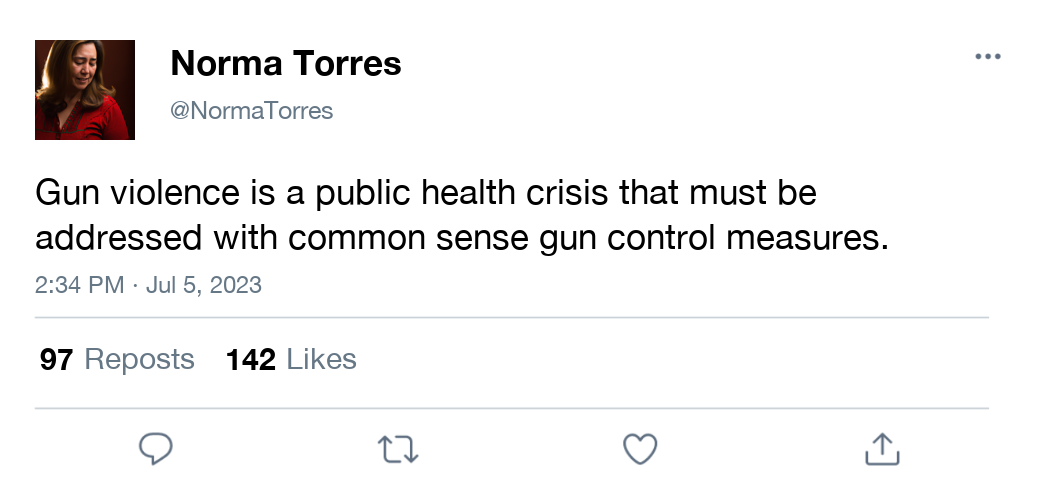 Norma Torres
@NormaTorres
Gun violence is a public health crisis that must be
addressed with common sense gun control measures.
2:34 PM · Jul 5, 2023
97 Reposts 142 Likes